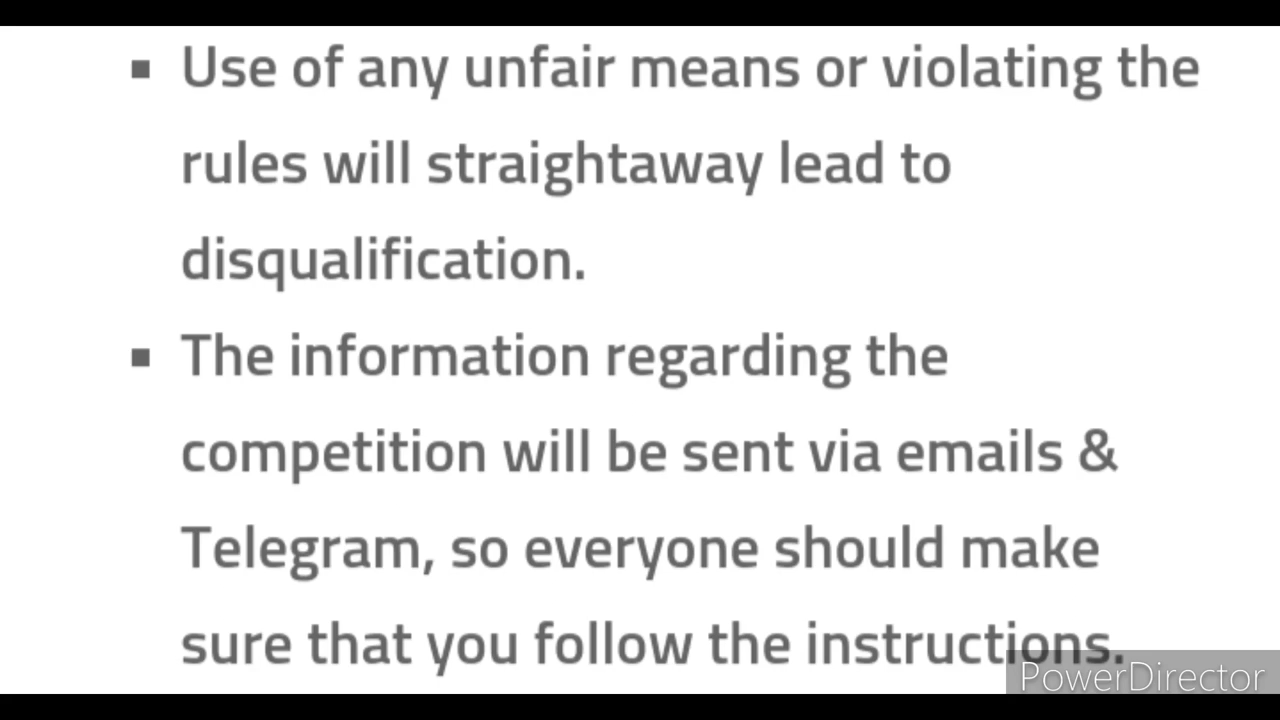 ▪ Use of any unfair means or violating the
rules will straightaway lead to
disqualification.
▪ The information regarding the
competition will be sent via emails &
Telegram, so everyone should make
sure that you follow the instructions.
PowerDirector